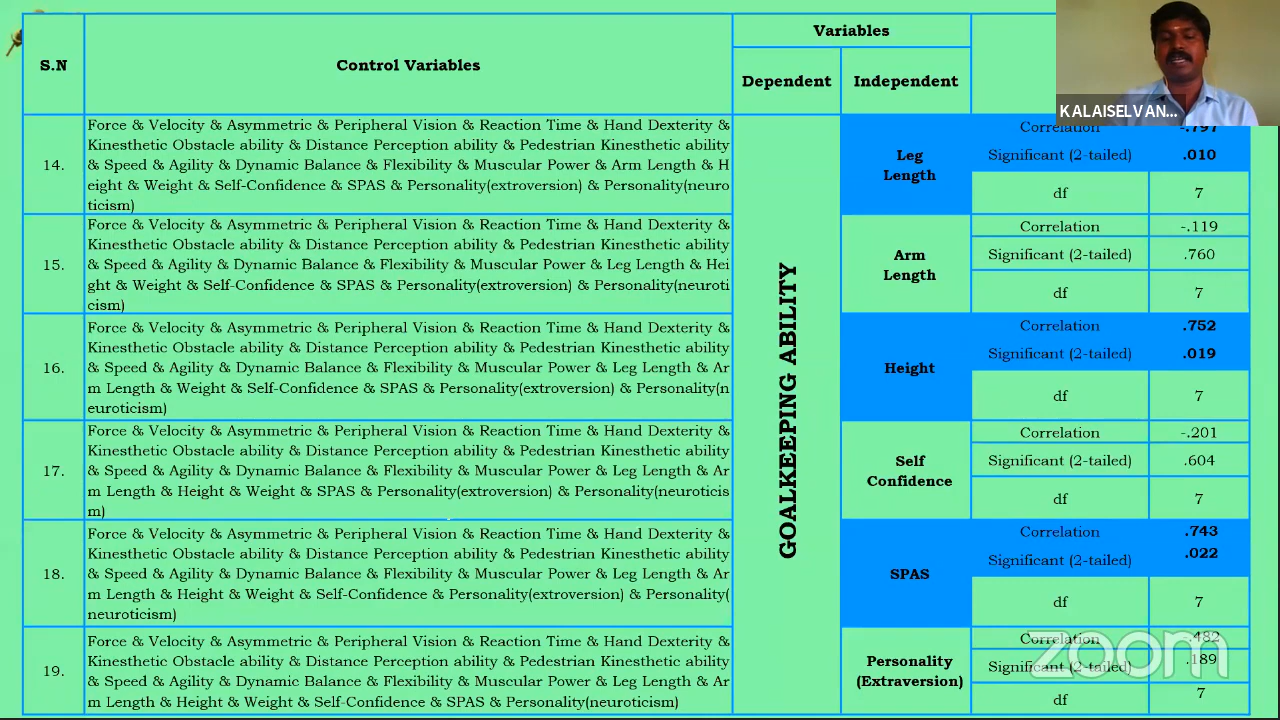 S.N
Control Variables
Variables
Dependent
Independent
KALAISELVAN...
14.
Force & Velocity & Asymmetric & Peripheral Vision & Reaction Time & Hand Dexterity &
Kinesthetic Obstacle ability & Distance Perception ability & Pedestrian Kinesthetic ability
& Speed & Agility & Dynamic Balance & Flexibility & Muscular Power & Arm Length & H
eight & Weight & Self-Confidence & SPAS & Personality(extroversion) & Personality(neuro
ticism)
GOALKEEPING ABILITY
Leg
Length
Correlation -.797
Significant (2-tailed) .010
df 7
15.
Force & Velocity & Asymmetric & Peripheral Vision & Reaction Time & Hand Dexterity &
Kinesthetic Obstacle ability & Distance Perception ability & Pedestrian Kinesthetic ability
& Speed & Agility & Dynamic Balance & Flexibility & Muscular Power & Leg Length & Hei
ght & Weight & Self-Confidence & SPAS & Personality(extroversion) & Personality(neuroti
cism)
Arm
Length
Correlation -.119
Significant (2-tailed) .760
df 7
16.
Force & Velocity & Asymmetric & Peripheral Vision & Reaction Time & Hand Dexterity &
Kinesthetic Obstacle ability & Distance Perception ability & Pedestrian Kinesthetic ability
& Speed & Agility & Dynamic Balance & Flexibility & Muscular Power & Leg Length & Ar
m Length & Weight & Self-Confidence & SPAS & Personality(extroversion) & Personality(n
euroticism)
Height
Correlation .752
Significant (2-tailed) .019
df 7
17.
Force & Velocity & Asymmetric & Peripheral Vision & Reaction Time & Hand Dexterity &
Kinesthetic Obstacle ability & Distance Perception ability & Pedestrian Kinesthetic ability
& Speed & Agility & Dynamic Balance & Flexibility & Muscular Power & Leg Length & Ar
m Length & Height & Weight & SPAS & Personality(extroversion) & Personality(neuroticis
m)
Self
Confidence
Correlation -.201
Significant (2-tailed) .604
df 7
18.
Force & Velocity & Asymmetric & Peripheral Vision & Reaction Time & Hand Dexterity &
Kinesthetic Obstacle ability & Distance Perception ability & Pedestrian Kinesthetic ability
& Speed & Agility & Dynamic Balance & Flexibility & Muscular Power & Leg Length & Ar
m Length & Height & Weight & Self-Confidence & Personality(extroversion) & Personality(
neuroticism)
SPAS
Correlation .743
Significant (2-tailed) .022
df 7
19.
Force & Velocity & Asymmetric & Peripheral Vision & Reaction Time & Hand Dexterity &
Kinesthetic Obstacle ability & Distance Perception ability & Pedestrian Kinesthetic ability
& Speed & Agility & Dynamic Balance & Flexibility & Muscular Power & Leg Length & Ar
m Length & Height & Weight & Self-Confidence & SPAS & Personality(neuroticism)
Personality
(Extraversion)
Correlation -.482
Significant (2-tailed) .189
df 7
zoom